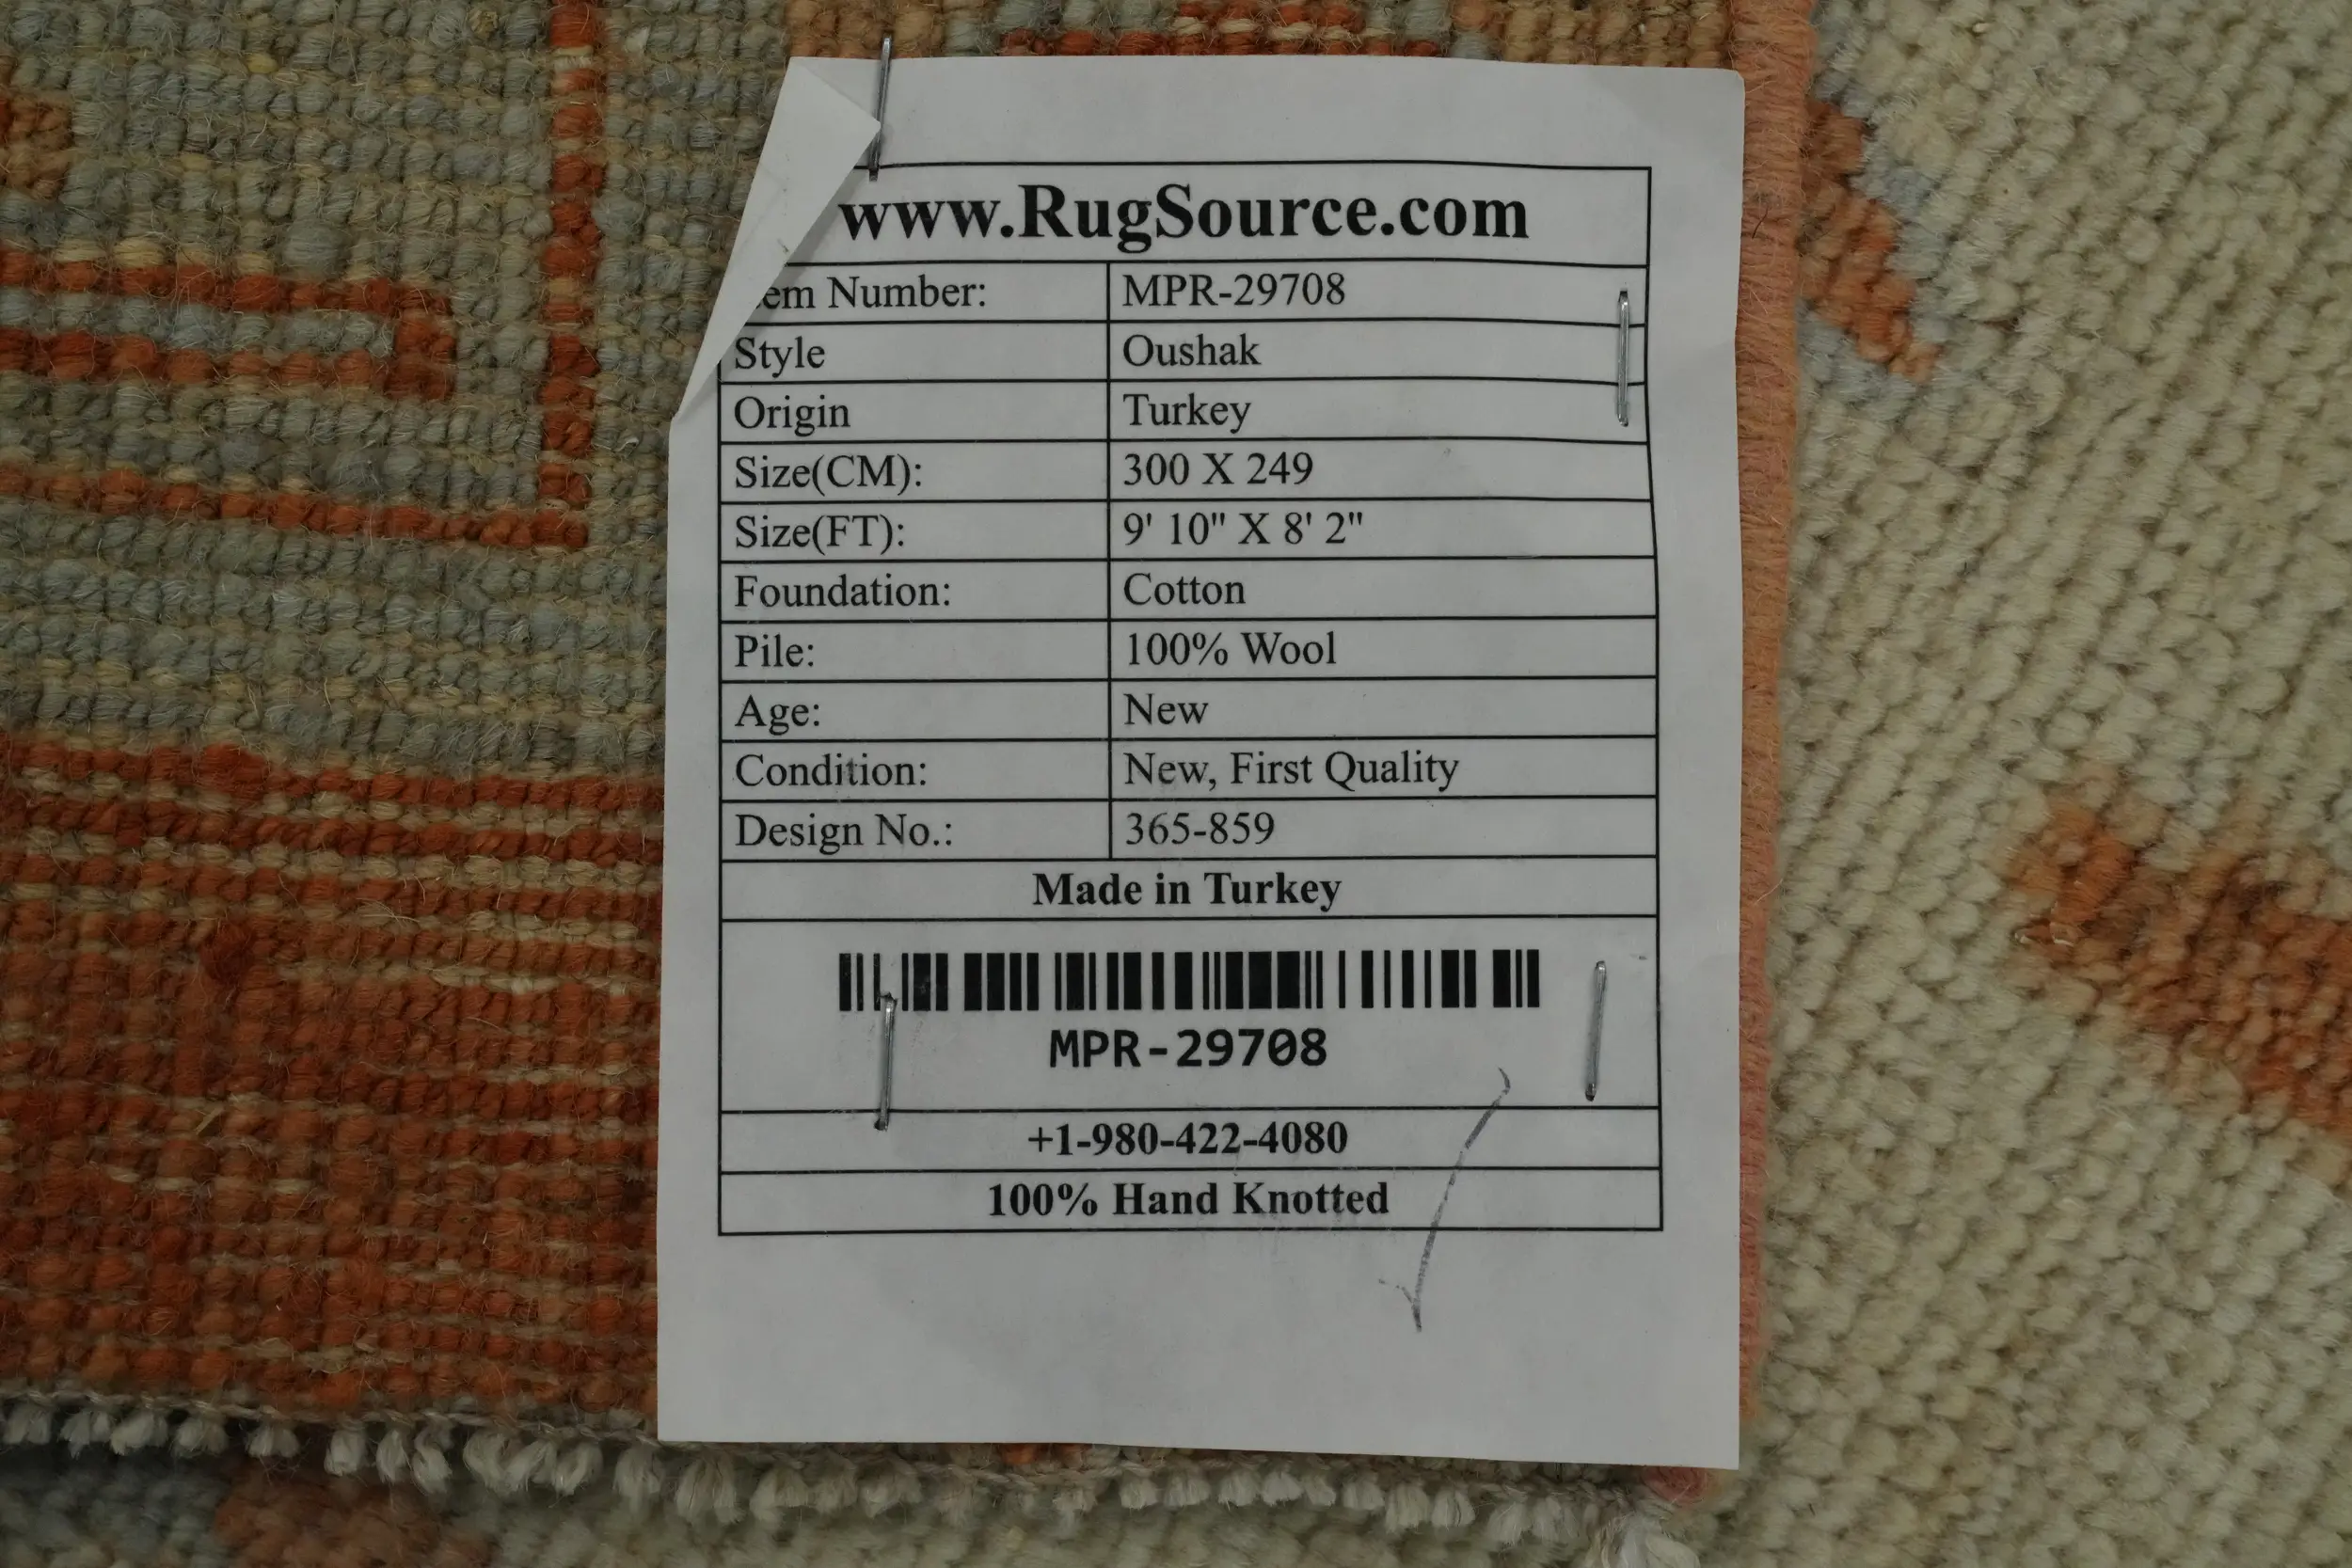 www.RugSource.com
em Number: MPR-29708
Style Oushak
Origin Turkey
Size(CM): 300 X 249
Size(FT): 9' 10" X 8' 2"
Foundation: Cotton
Pile: 100% Wool
Age: New
Condition: New, First Quality
Design No.: 365-859
Made in Turkey
MPR-29708
+1-980-422-4080
100% Hand Knotted